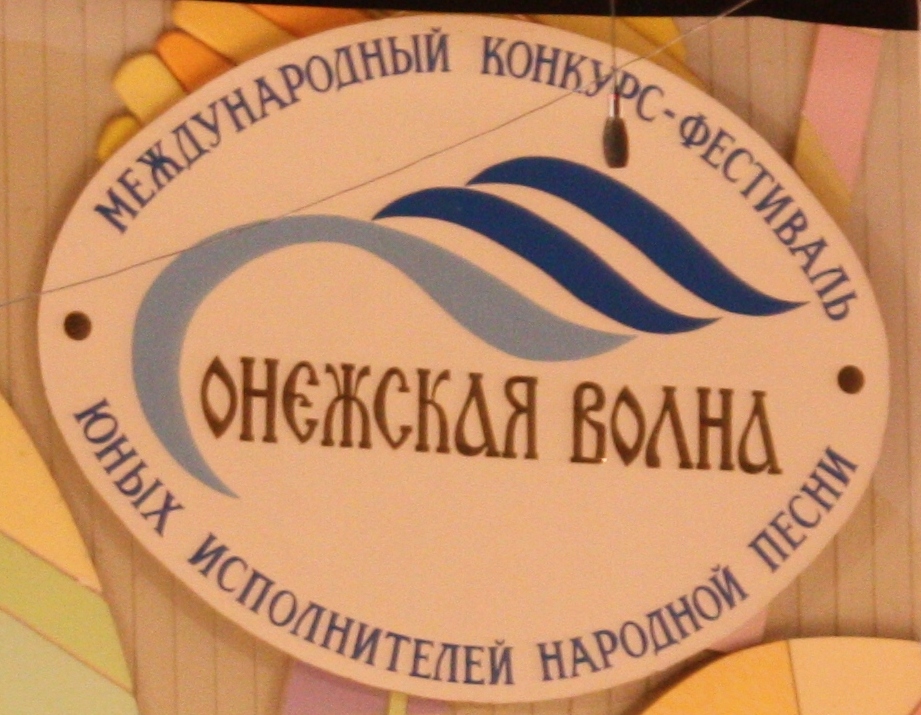 МЕЖДУНАРОДНЫЙ КОНКУРС-ФЕСТИВАЛЬ
ОНЕЖСКАЯ ВОЛНА
ЮНЫХ ИСПОЛНИТЕЛЕЙ НАРОДНОЙ ПЕСНИ